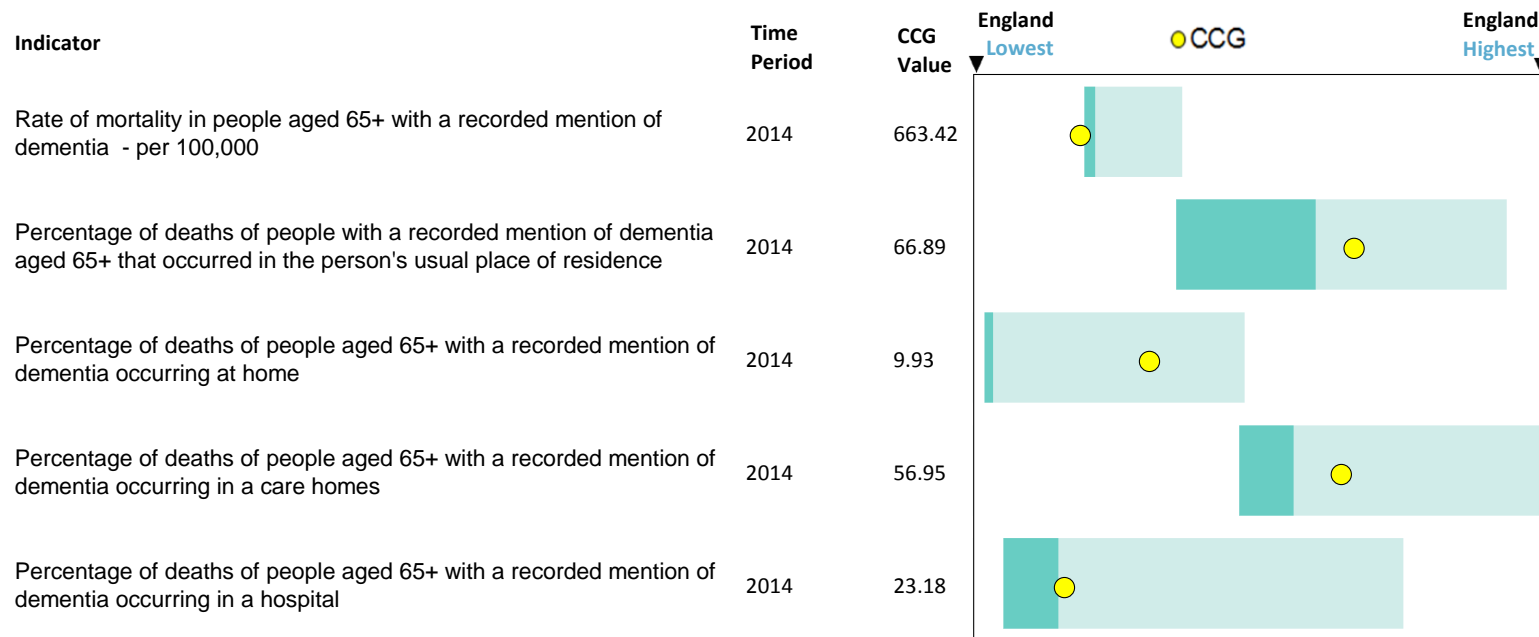 Indicator
Time
Period
CCG
Value
England
Lowest
CCG
England
Highest
Rate of mortality in people aged 65+ with a recorded mention of
dementia  - per 100,000
2014
663.42
Percentage of deaths of people with a recorded mention of dementia
aged 65+ that occurred in the person's usual place of residence
2014
66.89
Percentage of deaths of people aged 65+ with a recorded mention of
dementia occurring at home
2014
9.93
Percentage of deaths of people aged 65+ with a recorded mention of
dementia occurring in a care homes
2014
56.95
Percentage of deaths of people aged 65+ with a recorded mention of
dementia occurring in a hospital
2014
23.18